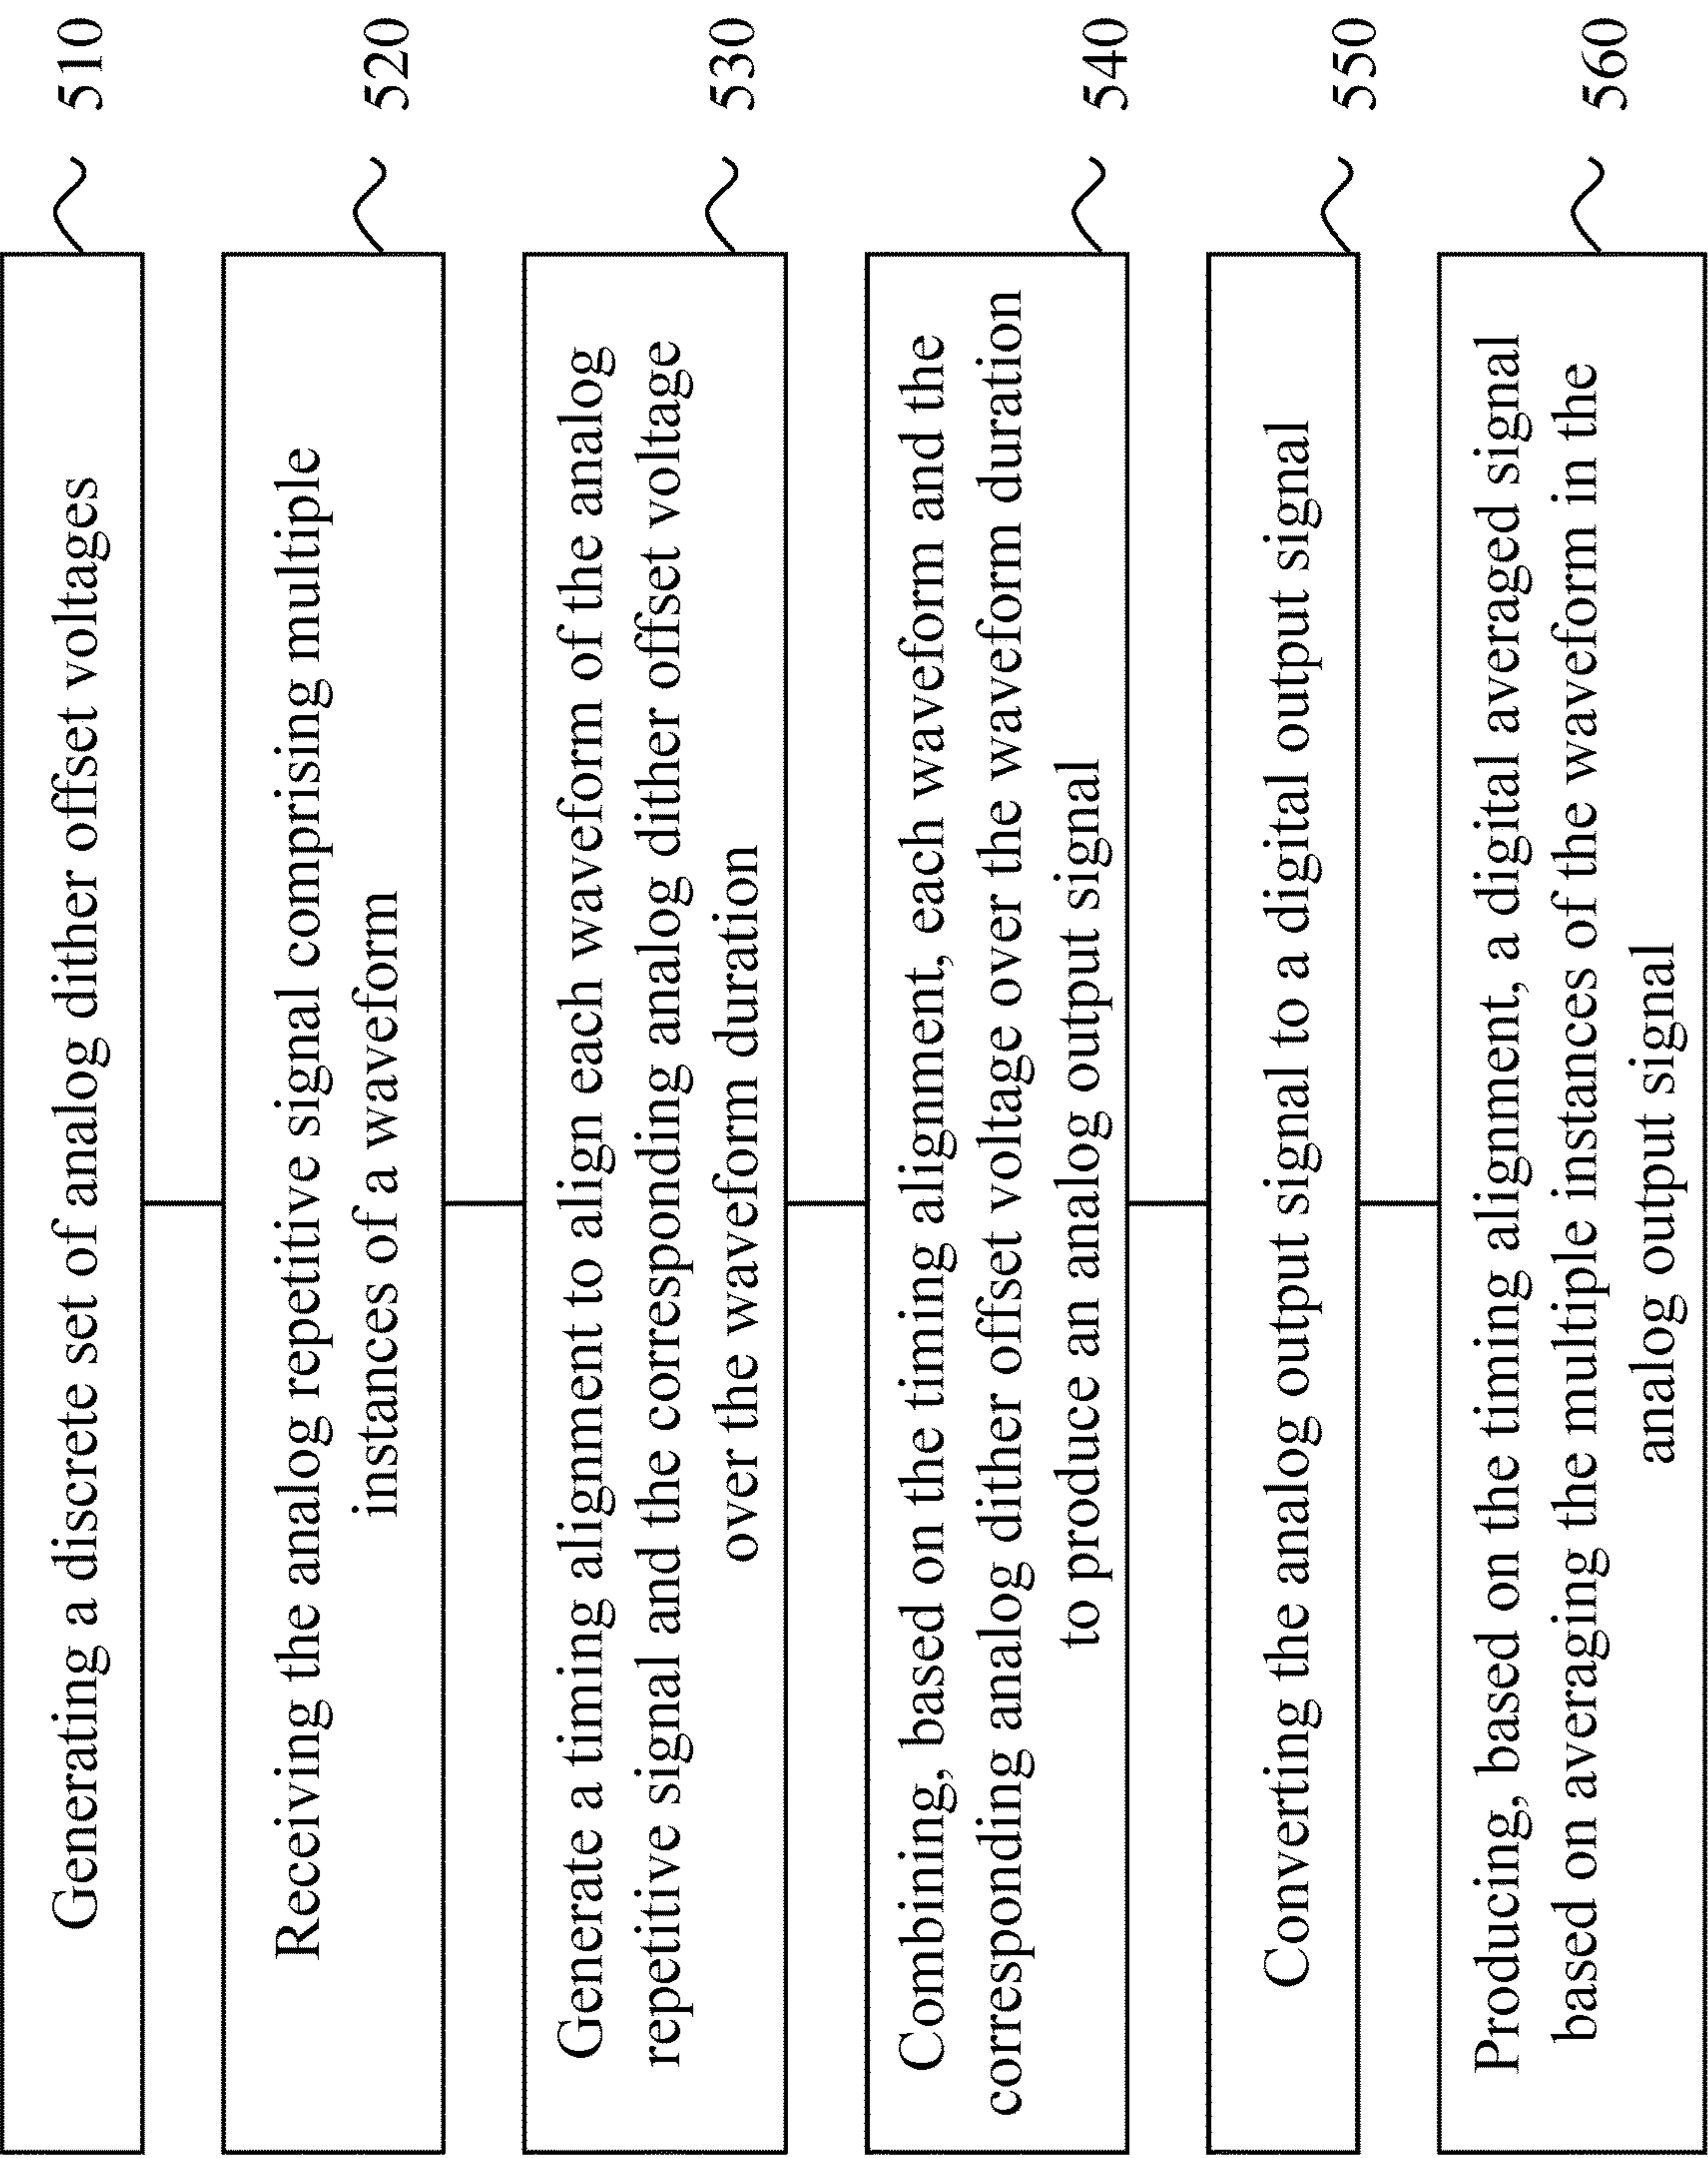 Generating a discrete set of analog dither offset voltages
510
Receiving the analog repetitive signal comprising multiple
instances of a waveform
520
Generate a timing alignment to align each waveform of the analog
repetitive signal and the corresponding analog dither offset voltage
over the waveform duration
530
Combining, based on the timing alignment, each waveform and the
corresponding analog dither offset voltage over the waveform duration
to produce an analog output signal
540
Converting the analog output signal to a digital output signal
550
Producing, based on the timing alignment, a digital averaged signal
based on averaging the multiple instances of the waveform in the
analog output signal
560